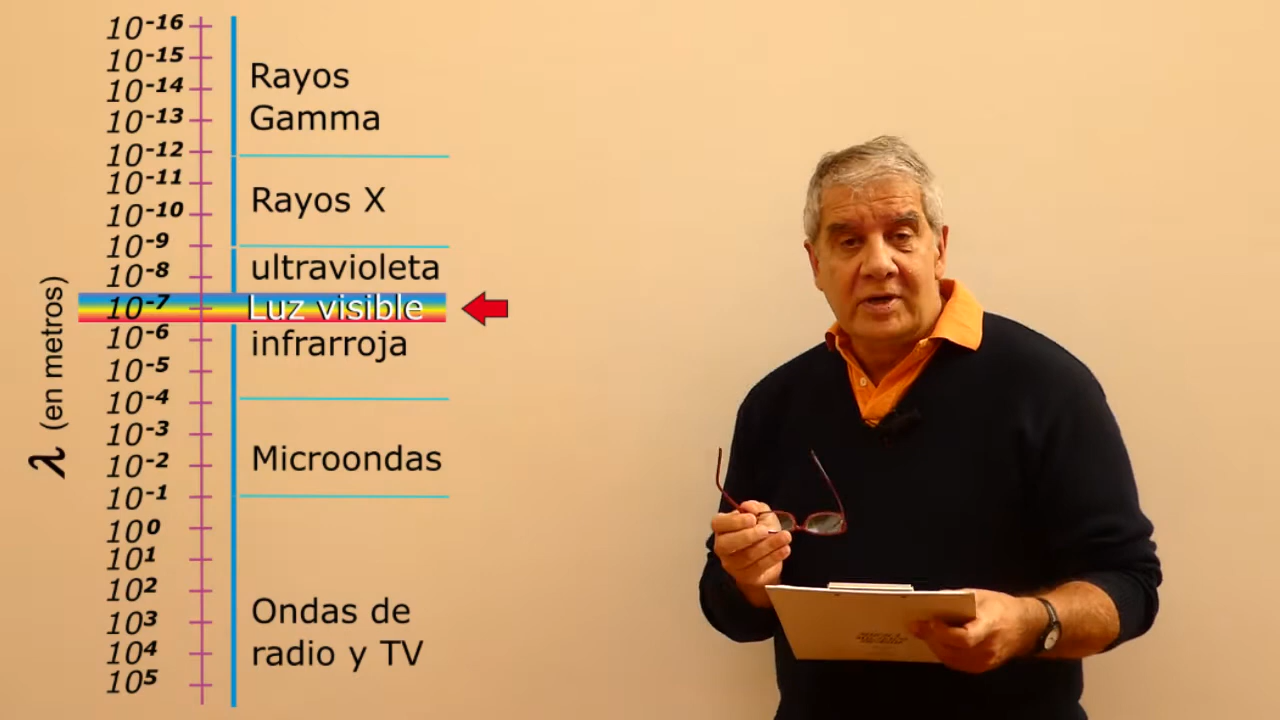 10⁻¹⁶
10⁻¹⁵
10⁻¹⁴
10⁻¹³
10⁻¹²
10⁻¹¹
10⁻¹⁰
10⁻⁹
10⁻⁸
10⁻⁷
10⁻⁶
10⁻⁵
10⁻⁴
10⁻³
10⁻²
10⁻¹
10⁰
10¹
10²
10³
10⁴
10⁵
λ (en metros)
Rayos
Gamma
Rayos X
ultravioleta
Luz visible
infrarroja
Microondas
Ondas de
radio y TV